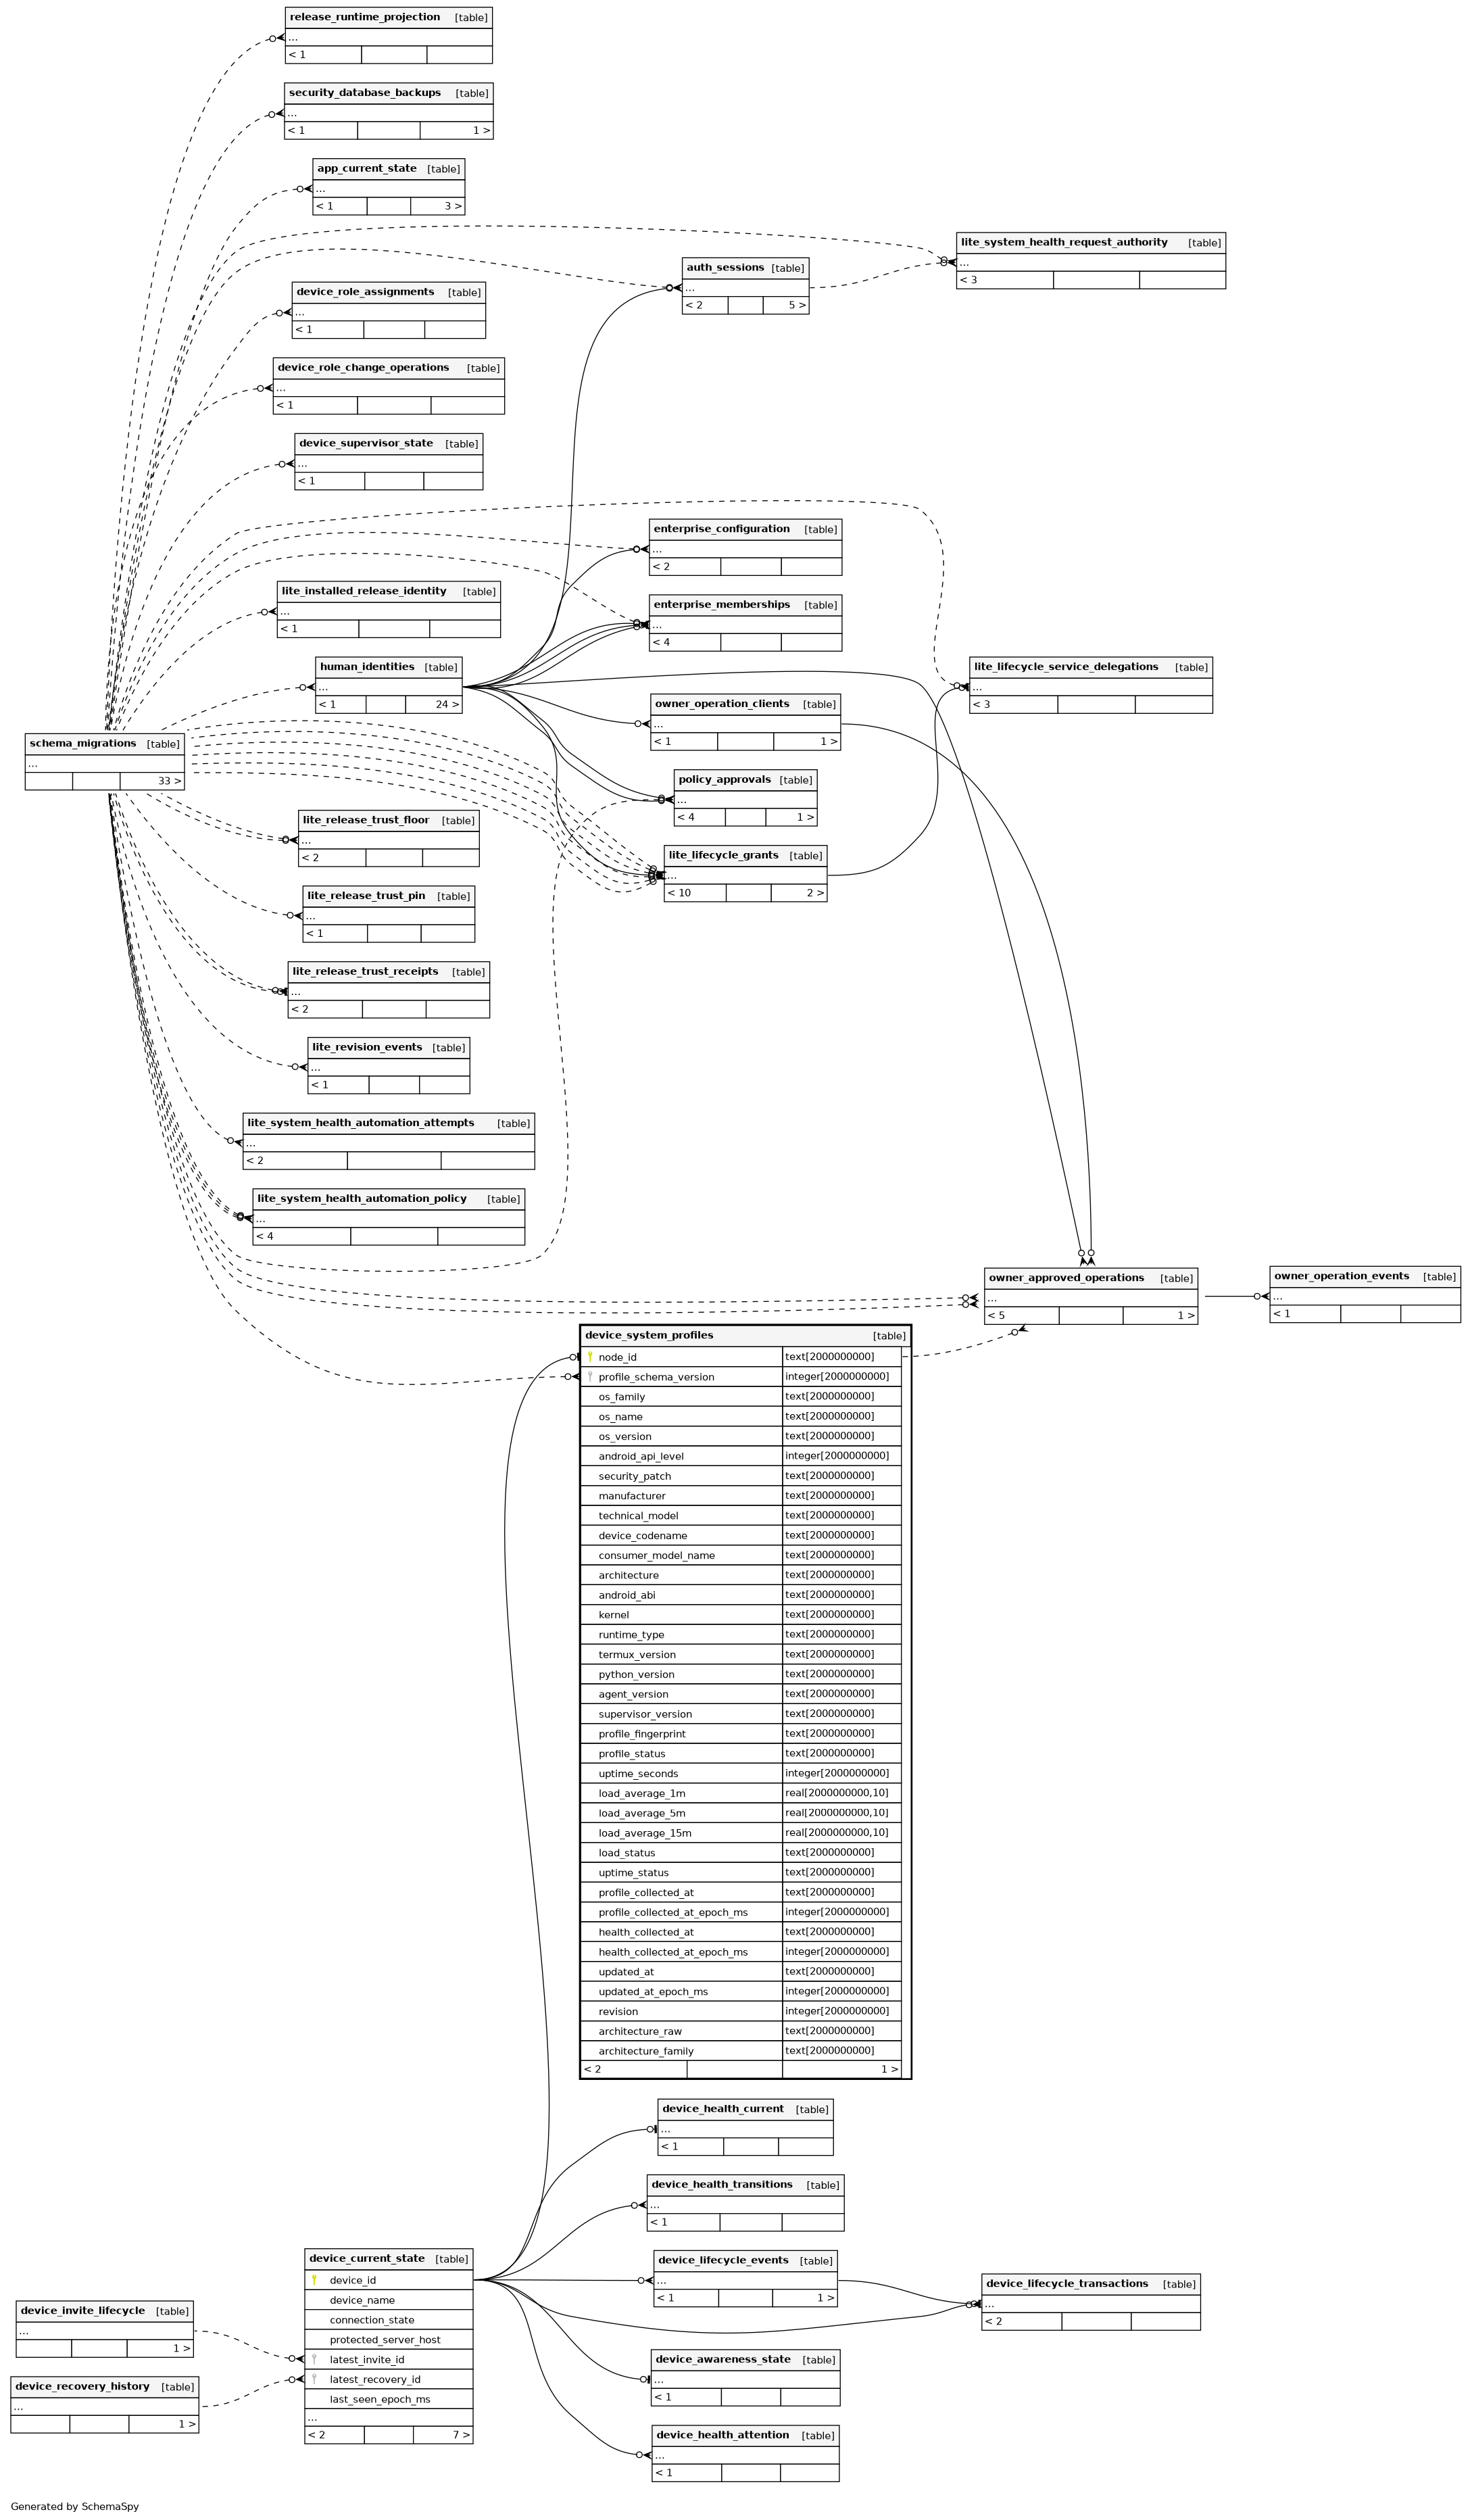 release_runtime_projection [table]
...
< 1
security_database_backups [table]
...
< 1 1 >
app_current_state [table]
...
< 1 3 >
lite_system_health_request_authority [table]
...
< 3
auth_sessions [table]
...
< 2 5 >
device_role_assignments [table]
...
< 1
device_role_change_operations [table]
...
< 1
device_supervisor_state [table]
...
< 1
enterprise_configuration [table]
...
< 2
lite_installed_release_identity [table]
...
< 1
enterprise_memberships [table]
...
< 4
human_identities [table]
...
< 1 24 >
lite_lifecycle_service_delegations [table]
...
< 3
owner_operation_clients [table]
...
< 1 1 >
schema_migrations [table]
...
33 >
policy_approvals [table]
...
< 4 1 >
lite_release_trust_floor [table]
...
< 2
lite_lifecycle_grants [table]
...
< 10 2 >
lite_release_trust_pin [table]
...
< 1
lite_release_trust_receipts [table]
...
< 2
lite_revision_events [table]
...
< 1
lite_system_health_automation_attempts [table]
...
< 2
lite_system_health_automation_policy [table]
...
< 4
owner_approved_operations [table]
...
< 5 1 >
owner_operation_events [table]
...
< 1
device_system_profiles [table]
node_id text[2000000000]
profile_schema_version integer[2000000000]
os_family text[2000000000]
os_name text[2000000000]
os_version text[2000000000]
android_api_level integer[2000000000]
security_patch text[2000000000]
manufacturer text[2000000000]
technical_model text[2000000000]
device_codename text[2000000000]
consumer_model_name text[2000000000]
architecture text[2000000000]
android_abi text[2000000000]
kernel text[2000000000]
runtime_type text[2000000000]
termux_version text[2000000000]
python_version text[2000000000]
agent_version text[2000000000]
supervisor_version text[2000000000]
profile_fingerprint text[2000000000]
profile_status text[2000000000]
uptime_seconds integer[2000000000]
load_average_1m real[2000000000,10]
load_average_5m real[2000000000,10]
load_average_15m real[2000000000,10]
load_status text[2000000000]
uptime_status text[2000000000]
profile_collected_at text[2000000000]
profile_collected_at_epoch_ms integer[2000000000]
health_collected_at text[2000000000]
health_collected_at_epoch_ms integer[2000000000]
updated_at text[2000000000]
updated_at_epoch_ms integer[2000000000]
revision integer[2000000000]
architecture_raw text[2000000000]
architecture_family text[2000000000]
< 2 1 >
device_health_current [table]
...
< 1
device_health_transitions [table]
...
< 1
device_current_state [table]
device_id
device_name
connection_state
protected_server_host
latest_invite_id
latest_recovery_id
last_seen_epoch_ms
...
< 2 7 >
device_lifecycle_events [table]
...
< 1 1 >
device_lifecycle_transactions [table]
...
< 2
device_invite_lifecycle [table]
...
1 >
device_recovery_history [table]
...
1 >
device_awareness_state [table]
...
< 1
device_health_attention [table]
...
< 1
Generated by SchemaSpy